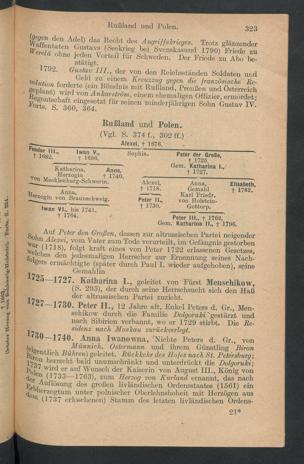 Rußland und Polen. 323
(gegen den Adel) das Recht des Angriffskrieges. Trotz glänzender
Waffentaten Gustavs (Seekrieg bei Svensksund 1790) Friede zu
Werelä ohne jeden Vorteil für Schweden. Der Friede zu Abo be-
stätigt.
1792. Gustav III., der von den Reichsständen Soldaten und
Geld zu einem Kreuzzug gegen die französische Re-
volution forderte (ein Bündnis mit Rußland, Preußen und Österreich
geplant) wird von Ankarström, einem ehemaligen Offizier, ermordet;
Regentschaft eingesetzt für seinen minderjährigen Sohn Gustav IV.
Forts. S. 360, 364.
Rußland und Polen.
(Vgl. S. 374 f., 302 ff.)
Alexei, † 1676.
Feodor III., Iwan V., Sophia. Peter der Große,
† 1682. † 1696. † 1725.
Gem. Katharina I.,
† 1727.
Katharina, Anna, Alexei, Anna, Elisabeth,
Herzogin † 1740. † 1718. Gemahl † 1762.
von Mecklenburg-Schwerin. Karl Friedr.
Anna, Peter II., von Holstein-
Herzogin von Braunschweig. † 1730. Gottorp.
Iwan VI., bis 1741. Peter III., † 1762,
† 1764. Gem. Katharina II., † 1796.
Auf Peter den Großen, dessen zur altrussischen Partei neigender
Sohn Alexei, vom Vater zum Tode verurteilt, im Gefängnis gestorben
war (1718), folgt kraft eines von Peter 1722 erlassenen Gesetzes,
welches den jedesmaligen Herrscher zur Ernennung seines Nach-
folgers ermächtigte (später durch Paul I. wieder aufgehoben), seine
Gemahlin
1725—1727. Katharina I., geleitet von Fürst Menschikow,
(S. 295), der durch seine Herrschsucht sich den Haß
der altrussischen Partei zuzieht.
1727—1730. Peter II., 12 Jahre alt, Enkel Peters d. Gr., Men-
schikow durch die Familie Dolgoruki gestürzt und
nach Sibirien verbannt, wo er 1729 stirbt. Die Re-
sidenz nach Moskau zurückverlegt.
1730—1740. Anna Iwanowna, Nichte Peters d. Gr., von
Münnich, Ostermann und ihrem Günstling Biron
(eigentlich Bühren) geleitet. Rückkehr des Hofes nach St. Petersburg;
Biron herrscht bald unumschränkt und unterdrückt die Dolgoruki;
1737 wird er auf Wunsch der Kaiserin von August III., König von
Polen (1733—1763), zum Herzog von Kurland ernannt, das nach
der Auflösung des großen livländischen Ordensstaates (1561) ein
Erbherzogtum unter polnischer Oberlehnshoheit mit Herzögen aus
dem (1737 erloschenen) Stamm des letzten livländischen Ordens-
21*